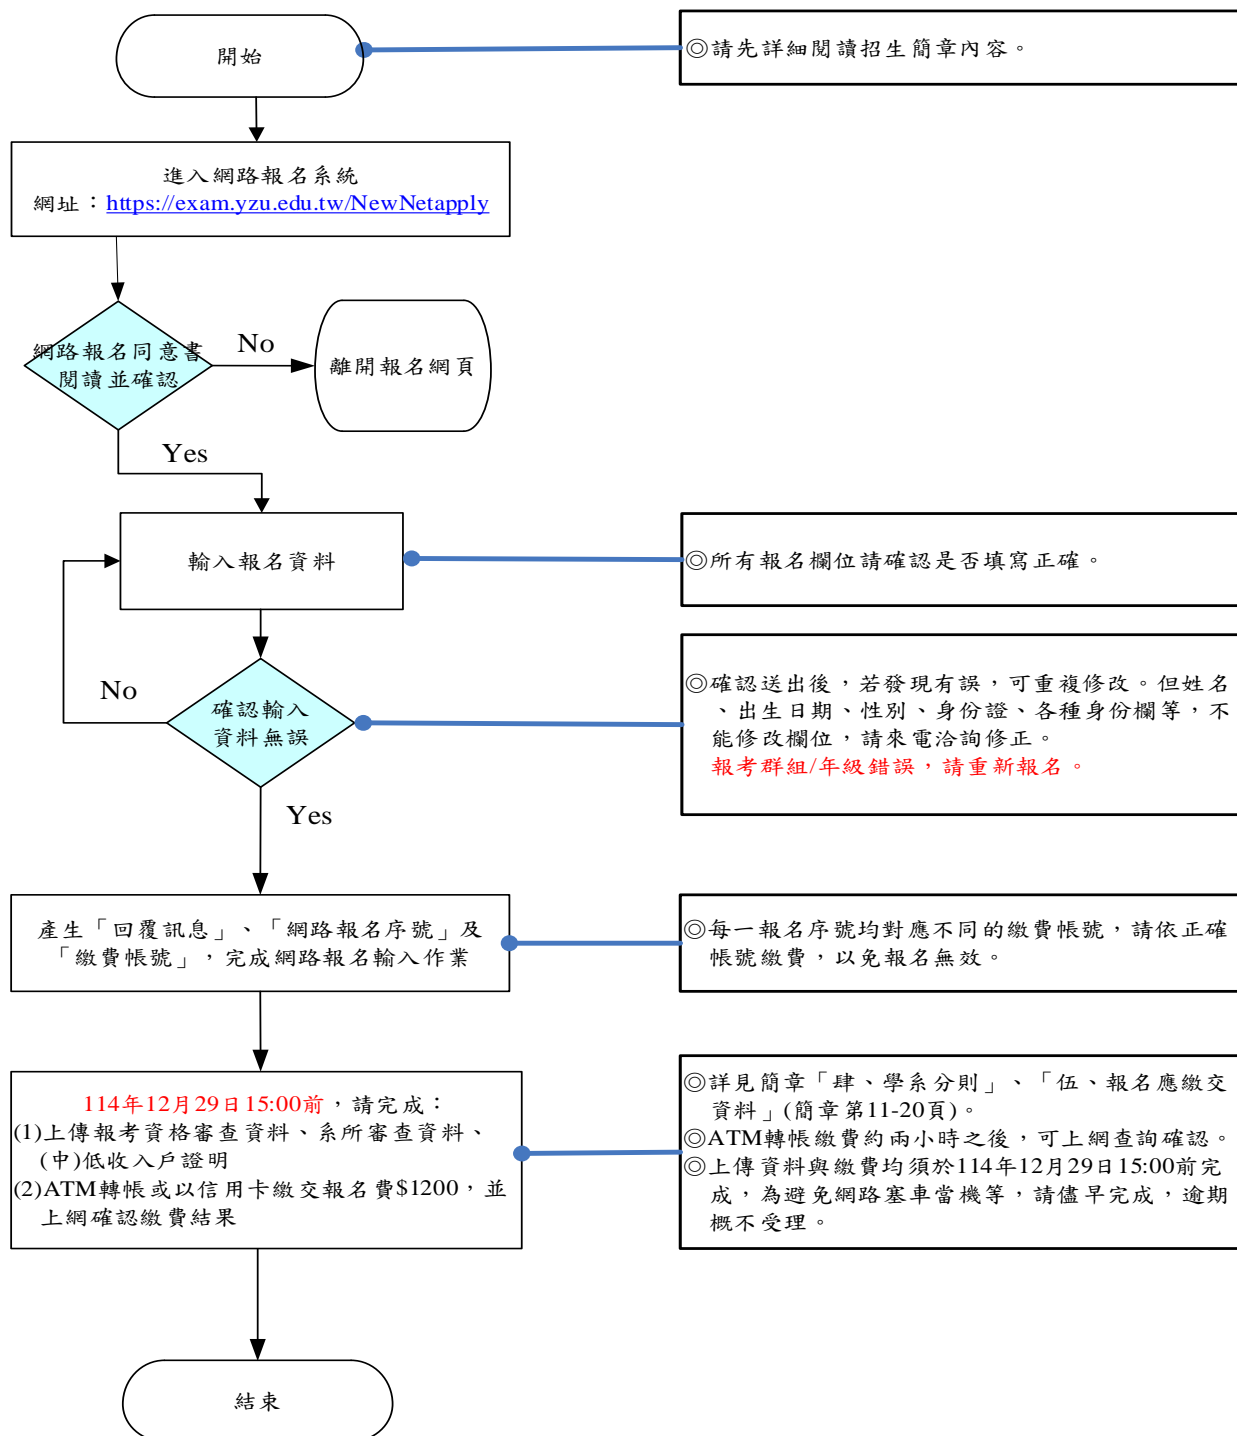 開始
◎請先詳細閱讀招生簡章內容。
進入網路報名系統
網址：https://exam.yzu.edu.tw/NewNetapply
網路報名同意書
閱讀並確認
No
離開報名網頁
Yes
輸入報名資料
◎所有報名欄位請確認是否填寫正確。
確認輸入
資料無誤
No
◎確認送出後，若發現有誤，可重複修改。但姓名
、出生日期、性別、身份證、各種身份欄等，不
能修改欄位，請來電洽詢修正。
報考群組/年級錯誤，請重新報名。
Yes
產生「回覆訊息」、「網路報名序號」及
「繳費帳號」，完成網路報名輸入作業
◎每一報名序號均對應不同的繳費帳號，請依正確
帳號繳費，以免報名無效。
114年12月29日15:00前，請完成：
(1)上傳報考資格審查資料、系所審查資料、
(中)低收入戶證明
(2)ATM轉帳或以信用卡繳交報名費$1200，並
上網確認繳費結果
◎詳見簡章「肆、學系分則」、「伍、報名應繳交
資料」(簡章第11-20頁)。
◎ATM轉帳繳費約兩小時之後，可上網查詢確認。
◎上傳資料與繳費均須於114年12月29日15:00前完
成，為避免網路塞車當機等，請儘早完成，逾期
概不受理。
結束